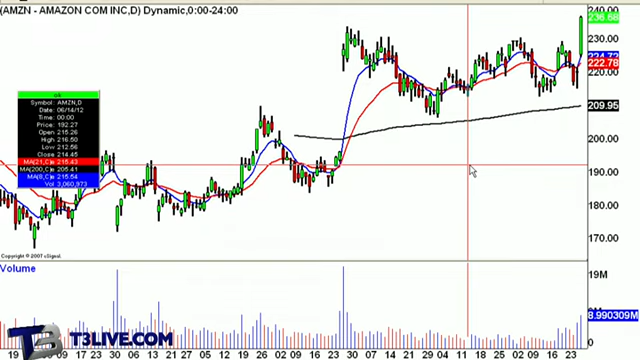 (AMZN - AMAZON COM INC,D) Dynamic,0:00-24:00
240.00
236.68
224.72
222.78
220.00
209.95
200.00
190.00
180.00
170.00
Symbol: AMZN,D
Date: 06/14/12
Time: 00:00
Price: 192.27
Open 215.26
High 216.50
Low 212.56
Close 214.45
MA(21,C) 215.43
MA(200,C) 205.41
MA(8,C) 215.54
Vol 3,060,973
Copyright © 2007 eSignal.
Volume
19M
8.990309M
0
T3LIVE.COM
19 09 17 23 30 06 13 21 27 05 12 19 26 02 09 16 23 30 07 14 21 29 04 11 18 25 02 09 16